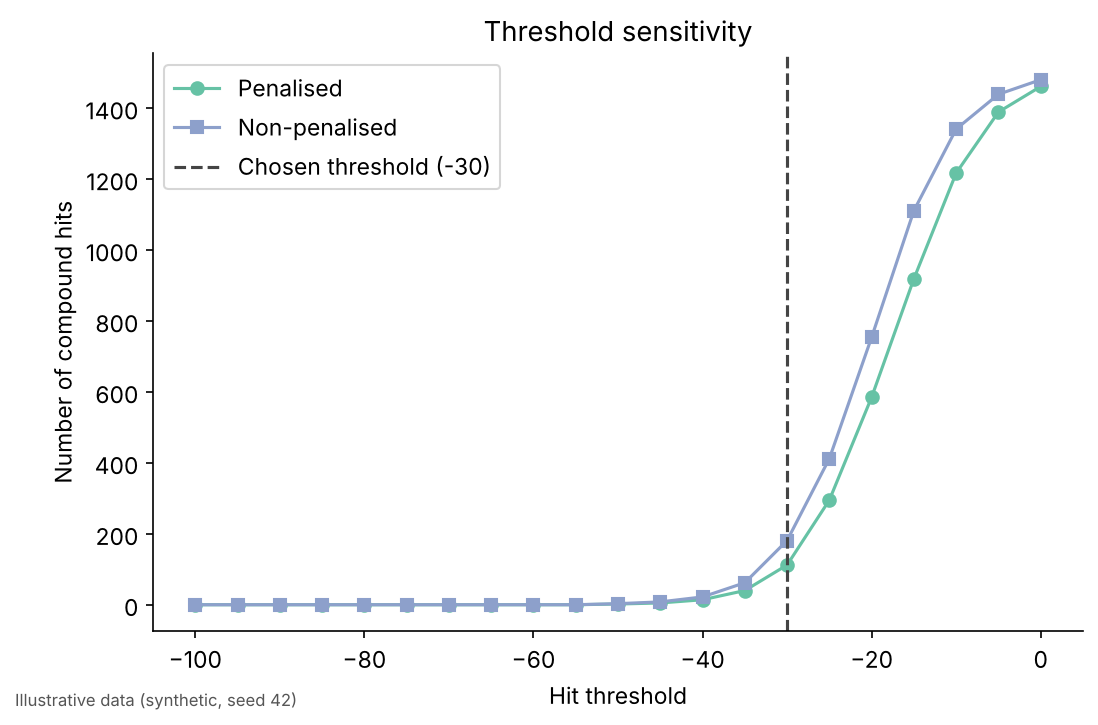 Threshold sensitivity
Penalised
Non-penalised
Chosen threshold (-30)
Number of compound hits
1400
1200
1000
800
600
400
200
0
−100
−80
−60
−40
−20
0
Hit threshold
Illustrative data (synthetic, seed 42)